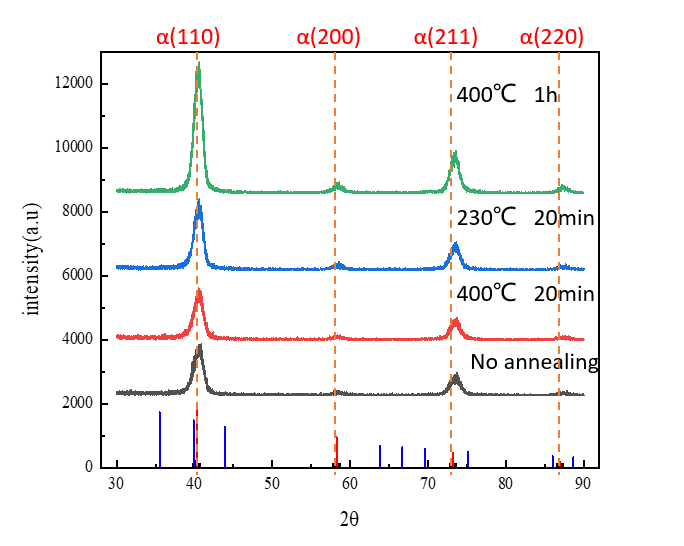 α(110) α(200) α(211) α(220)
12000
400℃ 1h
10000
8000
230℃ 20min
6000
400℃ 20min
4000
No annealing
2000
0
30 40 50 60 70 80 90
intensity(a.u)
2θ